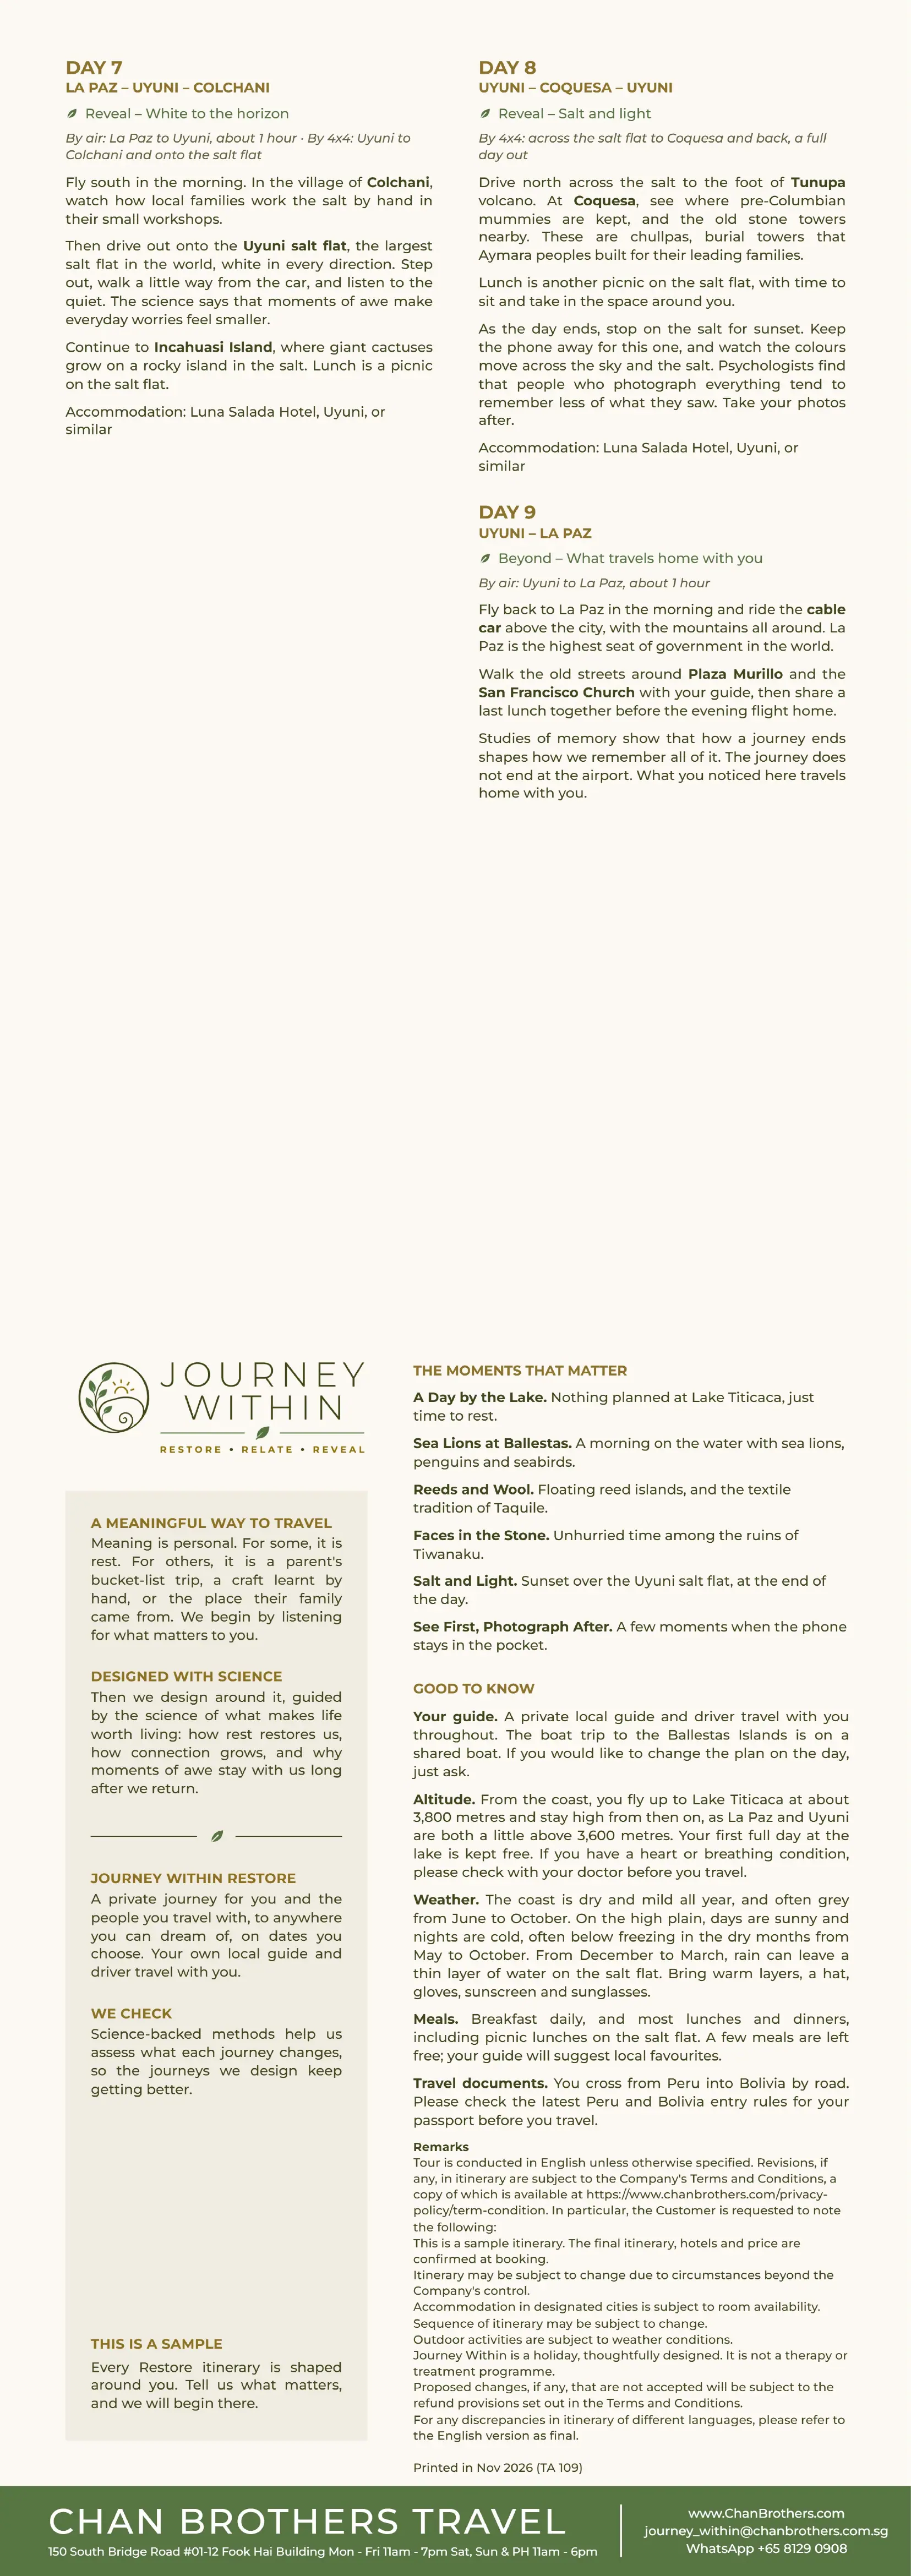 DAY 7
LA PAZ – UYUNI – COLCHANI
Reveal – White to the horizon
By air: La Paz to Uyuni, about 1 hour · By 4x4: Uyuni to
Colchani and onto the salt flat
Fly south in the morning. In the village of Colchani,
watch how local families work the salt by hand in
their small workshops.
Then drive out onto the Uyuni salt flat, the largest
salt flat in the world, white in every direction. Step
out, walk a little way from the car, and listen to the
quiet. The science says that moments of awe make
everyday worries feel smaller.
Continue to Incahuasi Island, where giant cactuses
grow on a rocky island in the salt. Lunch is a picnic
on the salt flat.
Accommodation: Luna Salada Hotel, Uyuni, or
similar
DAY 8
UYUNI – COQUESA – UYUNI
Reveal – Salt and light
By 4x4: across the salt flat to Coquesa and back, a full
day out
Drive north across the salt to the foot of Tunupa
volcano. At Coquesa, see where pre-Columbian
mummies are kept, and the old stone towers
nearby. These are chullpas, burial towers that
Aymara peoples built for their leading families.
Lunch is another picnic on the salt flat, with time to
sit and take in the space around you.
As the day ends, stop on the salt for sunset. Keep
the phone away for this one, and watch the colours
move across the sky and the salt. Psychologists find
that people who photograph everything tend to
remember less of what they saw. Take your photos
after.
Accommodation: Luna Salada Hotel, Uyuni, or
similar
DAY 9
UYUNI – LA PAZ
Beyond – What travels home with you
By air: Uyuni to La Paz, about 1 hour
Fly back to La Paz in the morning and ride the cable
car above the city, with the mountains all around. La
Paz is the highest seat of government in the world.
Walk the old streets around Plaza Murillo and the
San Francisco Church with your guide, then share a
last lunch together before the evening flight home.
Studies of memory show that how a journey ends
shapes how we remember all of it. The journey does
not end at the airport. What you noticed here travels
home with you.
JOURNEY
WITHIN
RESTORE • RELATE • REVEAL
A MEANINGFUL WAY TO TRAVEL
Meaning is personal. For some, it is
rest. For others, it is a parent's
bucket-list trip, a craft learnt by
hand, or the place their family
came from. We begin by listening
for what matters to you.
DESIGNED WITH SCIENCE
Then we design around it, guided
by the science of what makes life
worth living: how rest restores us,
how connection grows, and why
moments of awe stay with us long
after we return.
JOURNEY WITHIN RESTORE
A private journey for you and the
people you travel with, to anywhere
you can dream of, on dates you
choose. Your own local guide and
driver travel with you.
WE CHECK
Science-backed methods help us
assess what each journey changes,
so the journeys we design keep
getting better.
THIS IS A SAMPLE
Every Restore itinerary is shaped
around you. Tell us what matters,
and we will begin there.
THE MOMENTS THAT MATTER
A Day by the Lake. Nothing planned at Lake Titicaca, just
time to rest.
Sea Lions at Ballestas. A morning on the water with sea lions,
penguins and seabirds.
Reeds and Wool. Floating reed islands, and the textile
tradition of Taquile.
Faces in the Stone. Unhurried time among the ruins of
Tiwanaku.
Salt and Light. Sunset over the Uyuni salt flat, at the end of
the day.
See First, Photograph After. A few moments when the phone
stays in the pocket.
GOOD TO KNOW
Your guide. A private local guide and driver travel with you
throughout. The boat trip to the Ballestas Islands is on a
shared boat. If you would like to change the plan on the day,
just ask.
Altitude. From the coast, you fly up to Lake Titicaca at about
3,800 metres and stay high from then on, as La Paz and Uyuni
are both a little above 3,600 metres. Your first full day at the
lake is kept free. If you have a heart or breathing condition,
please check with your doctor before you travel.
Weather. The coast is dry and mild all year, and often grey
from June to October. On the high plain, days are sunny and
nights are cold, often below freezing in the dry months from
May to October. From December to March, rain can leave a
thin layer of water on the salt flat. Bring warm layers, a hat,
gloves, sunscreen and sunglasses.
Meals. Breakfast daily, and most lunches and dinners,
including picnic lunches on the salt flat. A few meals are left
free; your guide will suggest local favourites.
Travel documents. You cross from Peru into Bolivia by road.
Please check the latest Peru and Bolivia entry rules for your
passport before you travel.
Remarks
Tour is conducted in English unless otherwise specified. Revisions, if
any, in itinerary are subject to the Company's Terms and Conditions, a
copy of which is available at https://www.chanbrothers.com/privacy-
policy/term-condition. In particular, the Customer is requested to note
the following:
This is a sample itinerary. The final itinerary, hotels and price are
confirmed at booking.
Itinerary may be subject to change due to circumstances beyond the
Company's control.
Accommodation in designated cities is subject to room availability.
Sequence of itinerary may be subject to change.
Outdoor activities are subject to weather conditions.
Journey Within is a holiday, thoughtfully designed. It is not a therapy or
treatment programme.
Proposed changes, if any, that are not accepted will be subject to the
refund provisions set out in the Terms and Conditions.
For any discrepancies in itinerary of different languages, please refer to
the English version as final.
Printed in Nov 2026 (TA 109)
CHAN BROTHERS TRAVEL
150 South Bridge Road #01-12 Fook Hai Building Mon - Fri 11am - 7pm Sat, Sun & PH 11am - 6pm
www.ChanBrothers.com
journey_within@chanbrothers.com.sg
WhatsApp +65 8129 0908